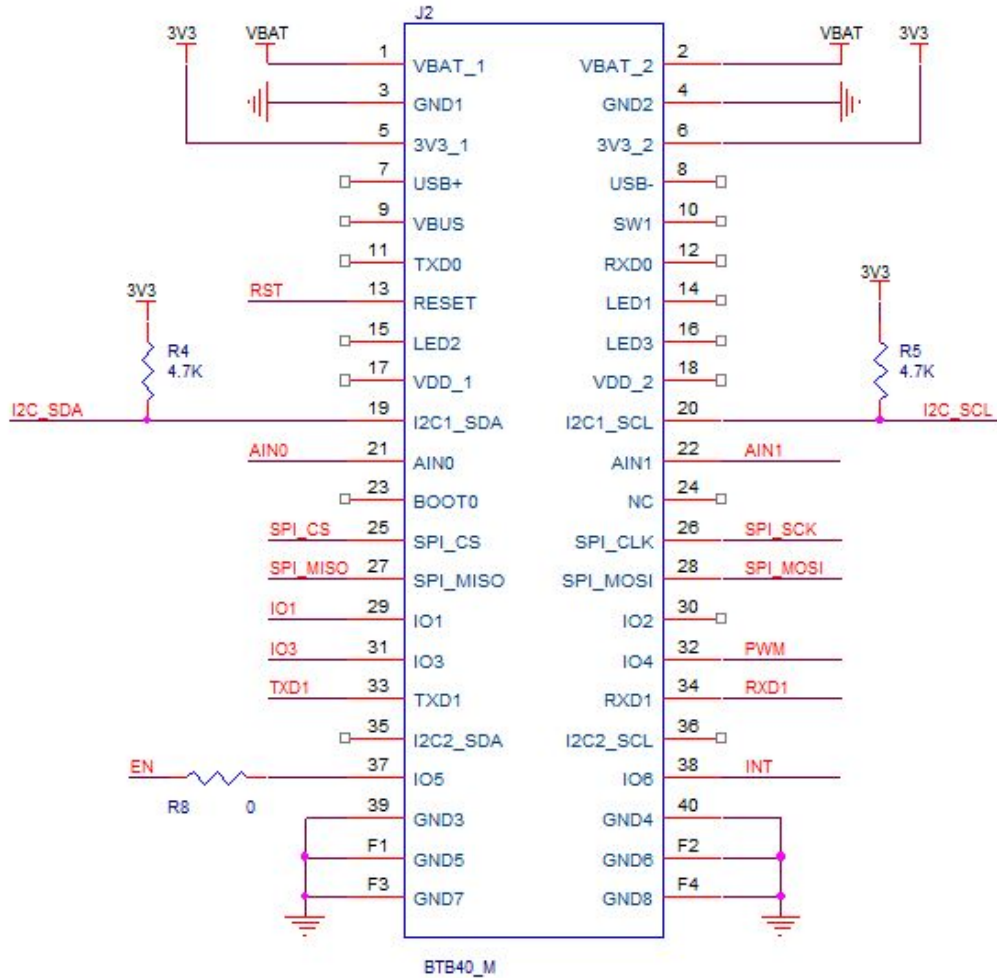 J2
3V3 VBAT VBAT 3V3
1 VBAT_1 VBAT_2 2
3 GND1 GND2 4
5 3V3_1 3V3_2 6
7 USB+ USB- 8
9 VBUS SW1 10
11 TXD0 RXD0 12
RST 13 RESET LED1 14
3V3 3V3
15 LED2 LED3 16
R4 R5
4.7K 4.7K
17 VDD_1 VDD_2 18
I2C_SDA 19 I2C1_SDA I2C1_SCL 20 I2C_SCL
AIN0 21 AIN0 AIN1 22 AIN1
23 BOOT0 NC 24
SPI_CS 25 SPI_CS SPI_CLK 26 SPI_SCK
SPI_MISO 27 SPI_MISO SPI_MOSI 28 SPI_MOSI
IO1 29 IO1 IO2 30
IO3 31 IO3 IO4 32 PWM
TXD1 33 TXD1 RXD1 34 RXD1
35 I2C2_SDA I2C2_SCL 36
EN 37 IO5 IO6 38 INT
R8 0
39 GND3 GND4 40
F1 GND5 GND6 F2
F3 GND7 GND8 F4
BTB40_M